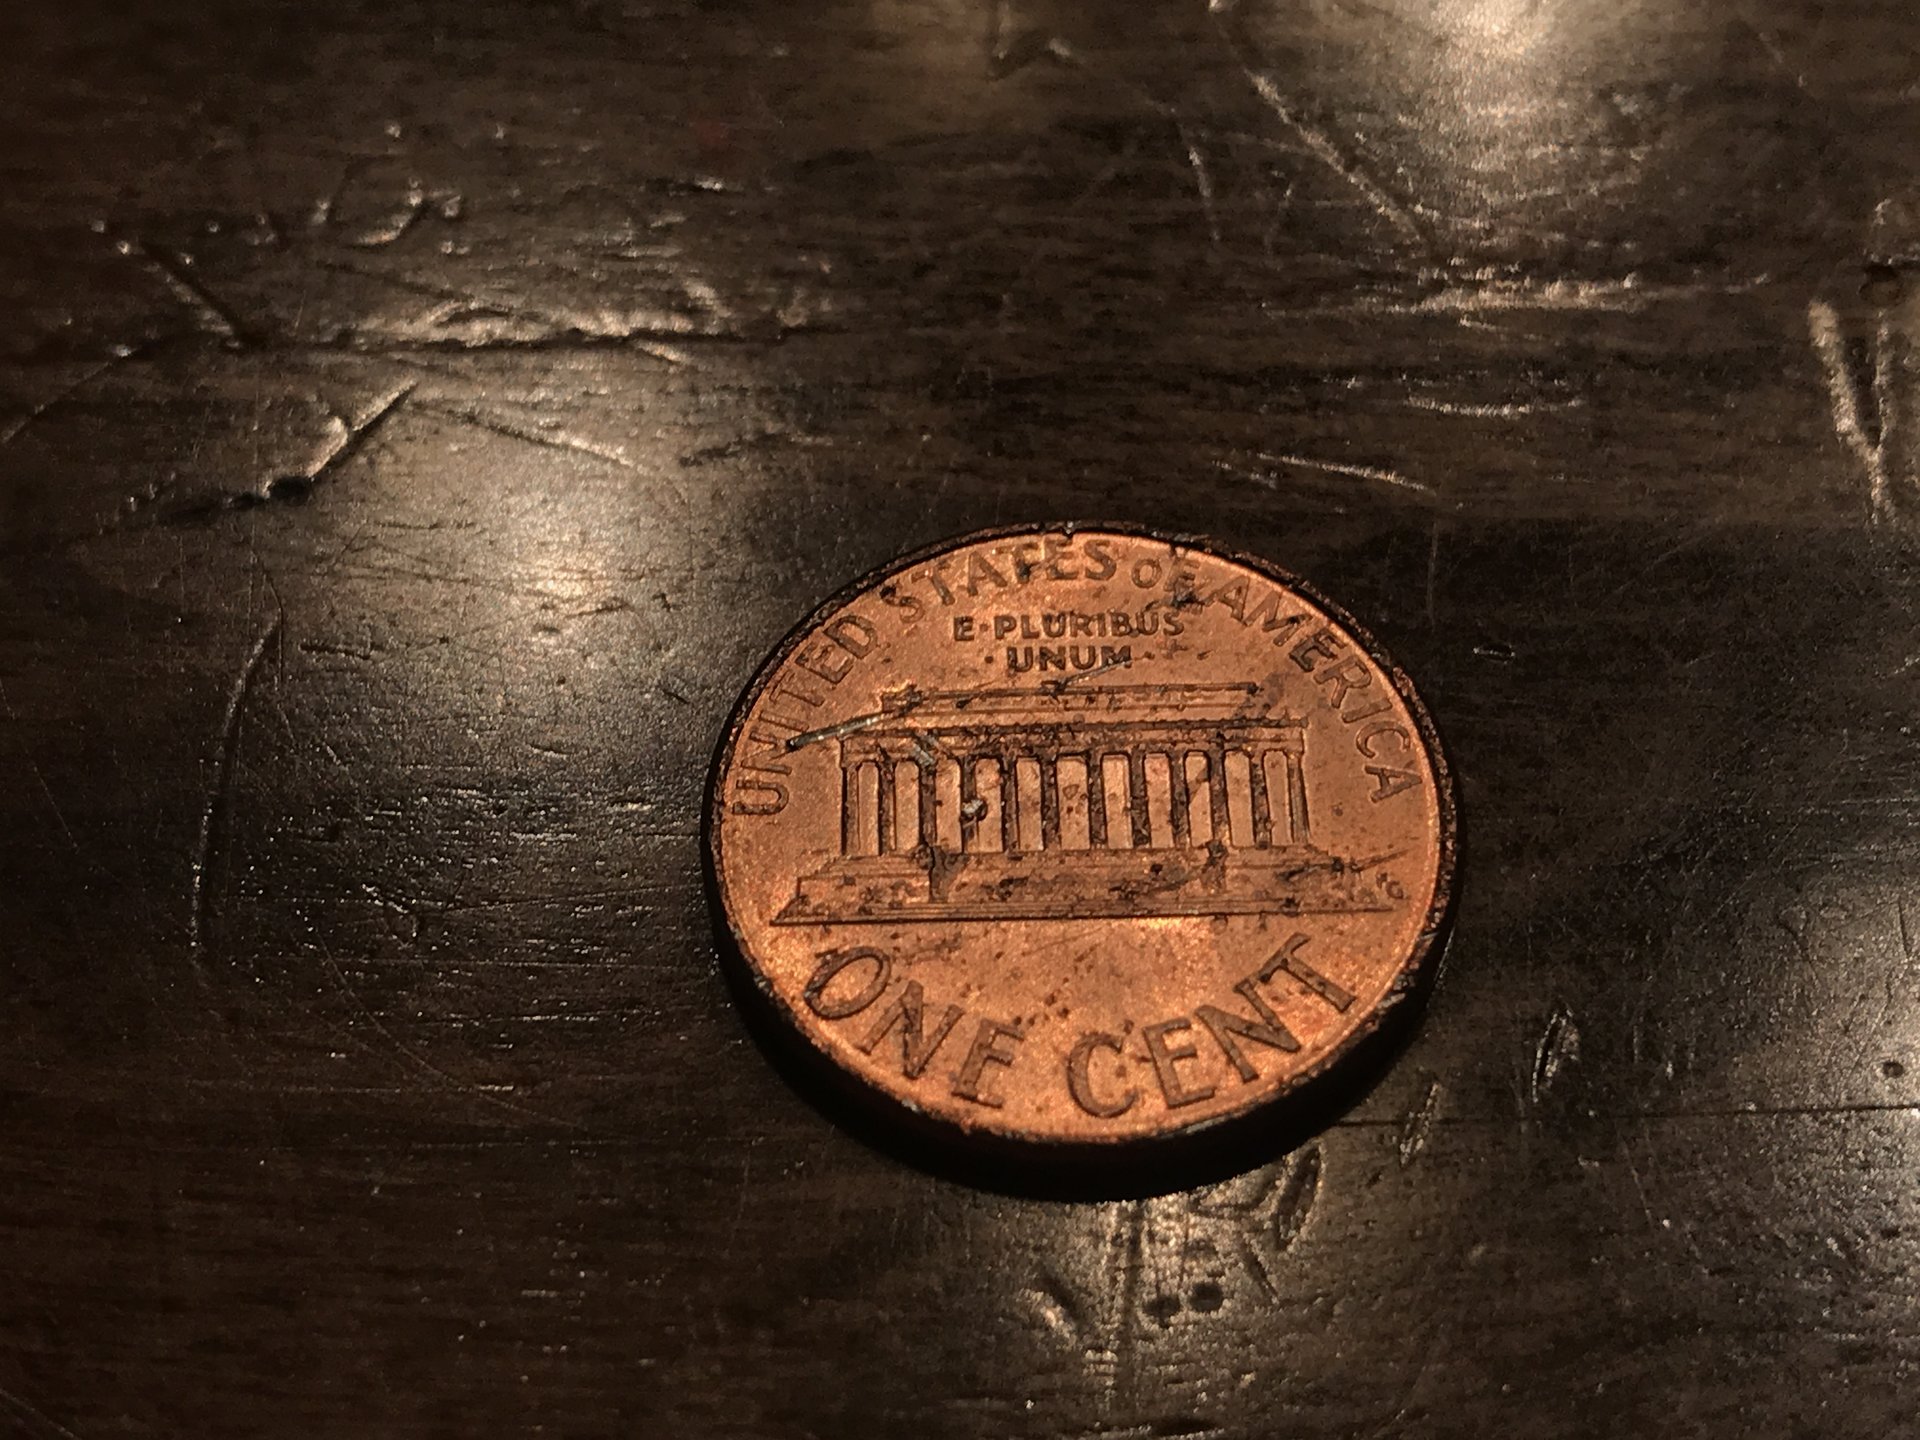 UNITED STATES OF AMERICA
E·PLURIBUS
·UNUM·
ONE CENT